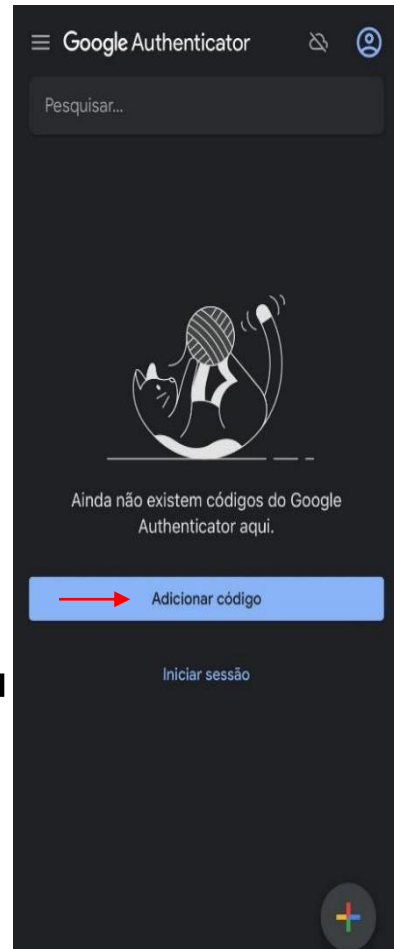 Google Authenticator
Pesquisar...
Ainda não existem códigos do Google
Authenticator aqui.
Adicionar código
Iniciar sessão